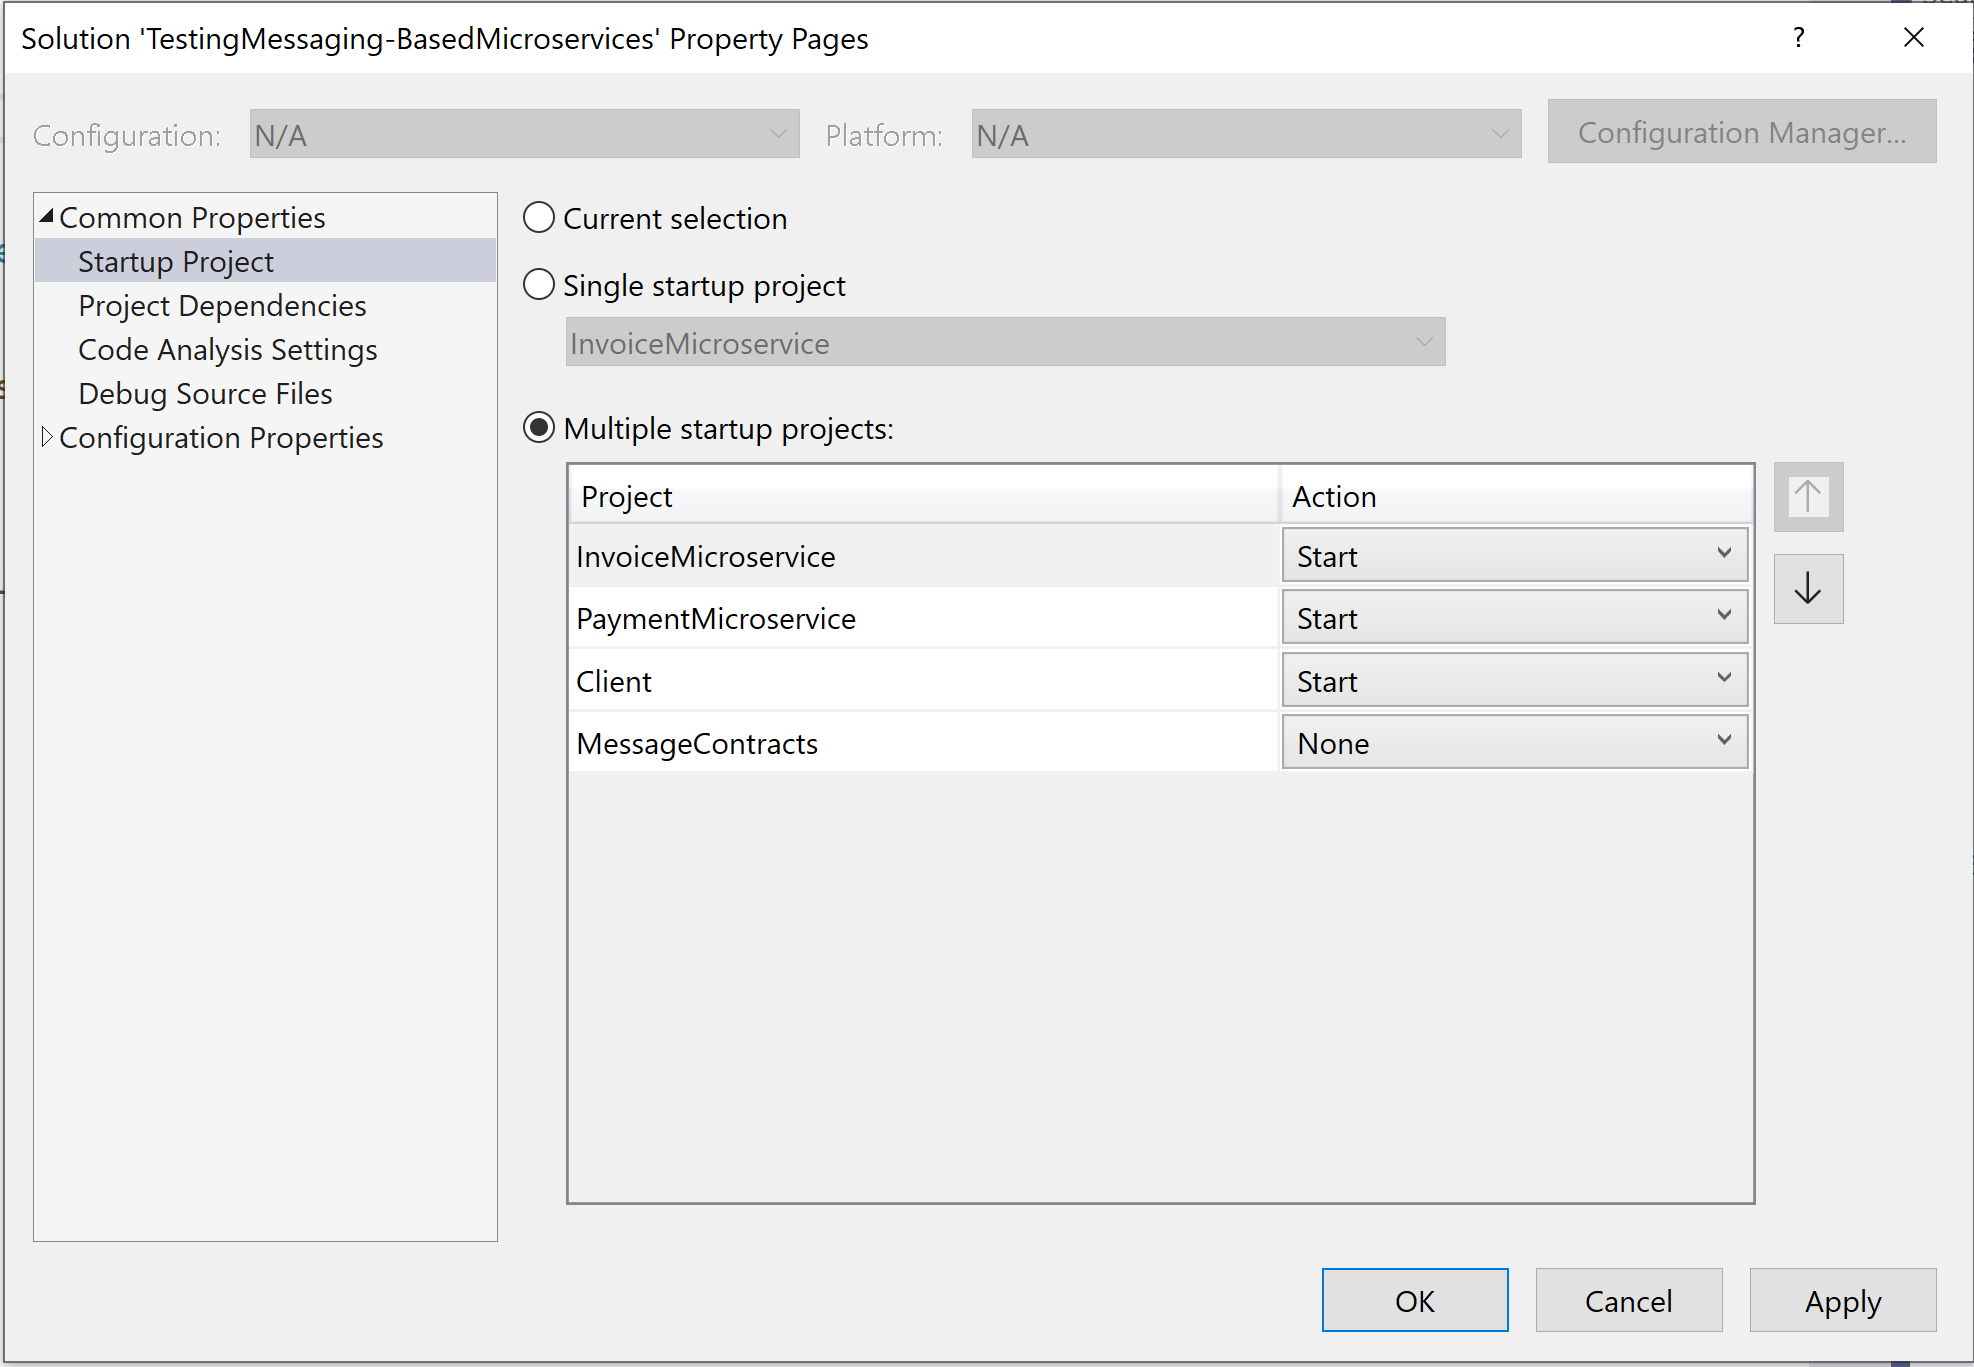 Solution 'TestingMessaging-BasedMicroservices' Property Pages
?
Configuration: N/A Platform: N/A Configuration Manager...
Common Properties
Startup Project
Project Dependencies
Code Analysis Settings
Debug Source Files
Configuration Properties
Current selection
Single startup project
InvoiceMicroservice
Multiple startup projects:
Project Action
InvoiceMicroservice Start
PaymentMicroservice Start
Client Start
MessageContracts None
OK Cancel Apply